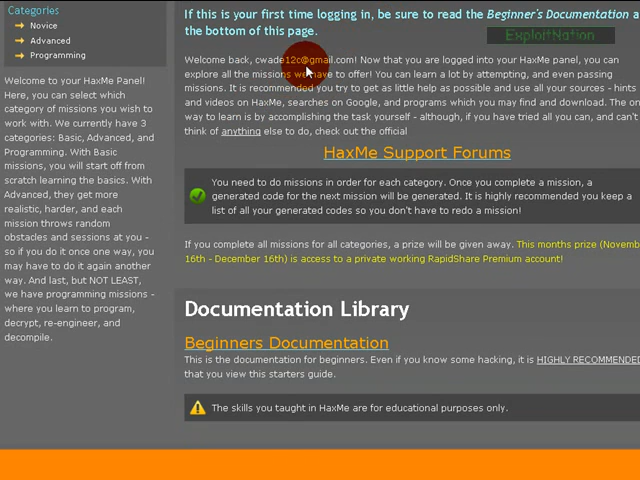 Categories
Novice
Advanced
Programming
Welcome to your HaxMe Panel!
Here, you can select which
category of missions you wish to
work with. We currently have 3
categories: Basic, Advanced, and
Programming. With Basic
missions, you will start off from
scratch learning the basics. With
Advanced, they get more
realistic, harder, and each
mission throws random
obstacles and sessions at you -
so if you do it once one way, you
may have to do it again another
way. And last, but NOT LEAST,
we have programming missions -
where you learn to program,
decrypt, re-engineer, and
decompile.
If this is your first time logging in, be sure to read the Beginner's Documentation a
the bottom of this page.
ExploitNation
Welcome back, cwade12c@gmail.com! Now that you are logged into your HaxMe panel, you can
explore all the missions we have to offer! You can learn a lot by attempting, and even passing
missions. It is recommended you try to get as little help as possible and use all your sources - hints
and videos on HaxMe, searches on Google, and programs which you may find and download. The on
way to learn is by accomplishing the task yourself - although, if you have tried all you can, and can't
think of anything else to do, check out the official
HaxMe Support Forums
You need to do missions in order for each category. Once you complete a mission, a
generated code for the next mission will be generated. It is highly recommended you keep a
list of all your generated codes so you don't have to redo a mission!
If you complete all missions for all categories, a prize will be given away. This months prize (Novemb
16th - December 16th) is access to a private working RapidShare Premium account!
Documentation Library
Beginners Documentation
This is the documentation for beginners. Even if you know some hacking, it is HIGHLY RECOMMENDE
that you view this starters guide.
The skills you taught in HaxMe are for educational purposes only.